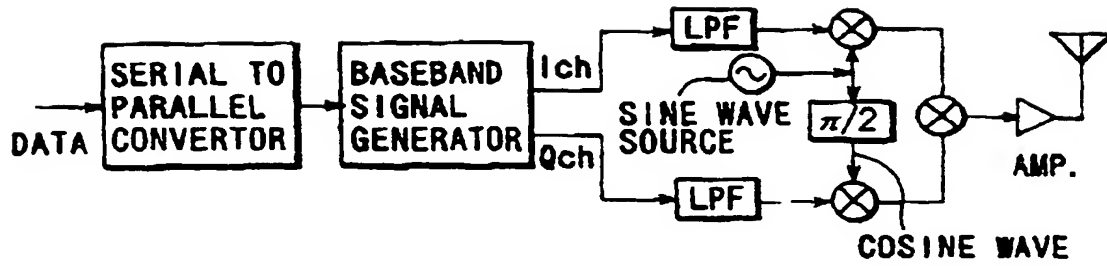 DATA
SERIAL TO
PARALLEL
CONVERTOR
BASEBAND
SIGNAL
GENERATOR
Ich
Qch
LPF
SINE WAVE
SOURCE
π/2
LPF
COSINE WAVE
AMP.